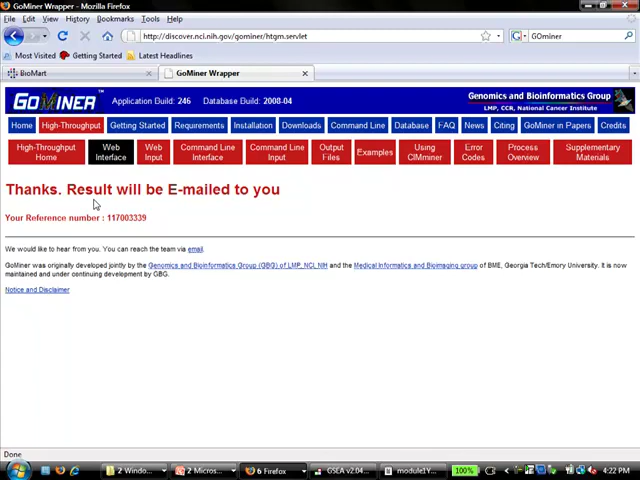 GoMiner Wrapper - Mozilla Firefox
File Edit View History Bookmarks Tools Help
http://discover.nci.nih.gov/gominer/htgm.servlet
GOminer
Most Visited Getting Started Latest Headlines
BioMart
GoMiner Wrapper
GOMINER™ Application Build: 246 Database Build: 2008-04
Genomics and Bioinformatics Group
LMP, CCR, National Cancer Institute
Home High-Throughput Getting Started Requirements Installation Downloads Command Line Database FAQ News Citing GoMiner in Papers Credits
High-Throughput Home
Web Interface
Web Input
Command Line Interface
Command Line Input
Output Files
Examples
Using CIMminer
Error Codes
Process Overview
Supplementary Materials
Thanks. Result will be E-mailed to you
Your Reference number : 117003339
We would like to hear from you. You can reach the team via email.
GoMiner was originally developed jointly by the Genomics and Bioinformatics Group (GBG) of LMP_NCI_NIH and the Medical Informatics and Bioimaging group of BME, Georgia Tech/Emory University. It is now
maintained and under continuing development by GBG.
Notice and Disclaimer
Done
2 Windo... 2 Micros... 6 Firefox GSEA v2.04... module1Y... 100% 4:22 PM